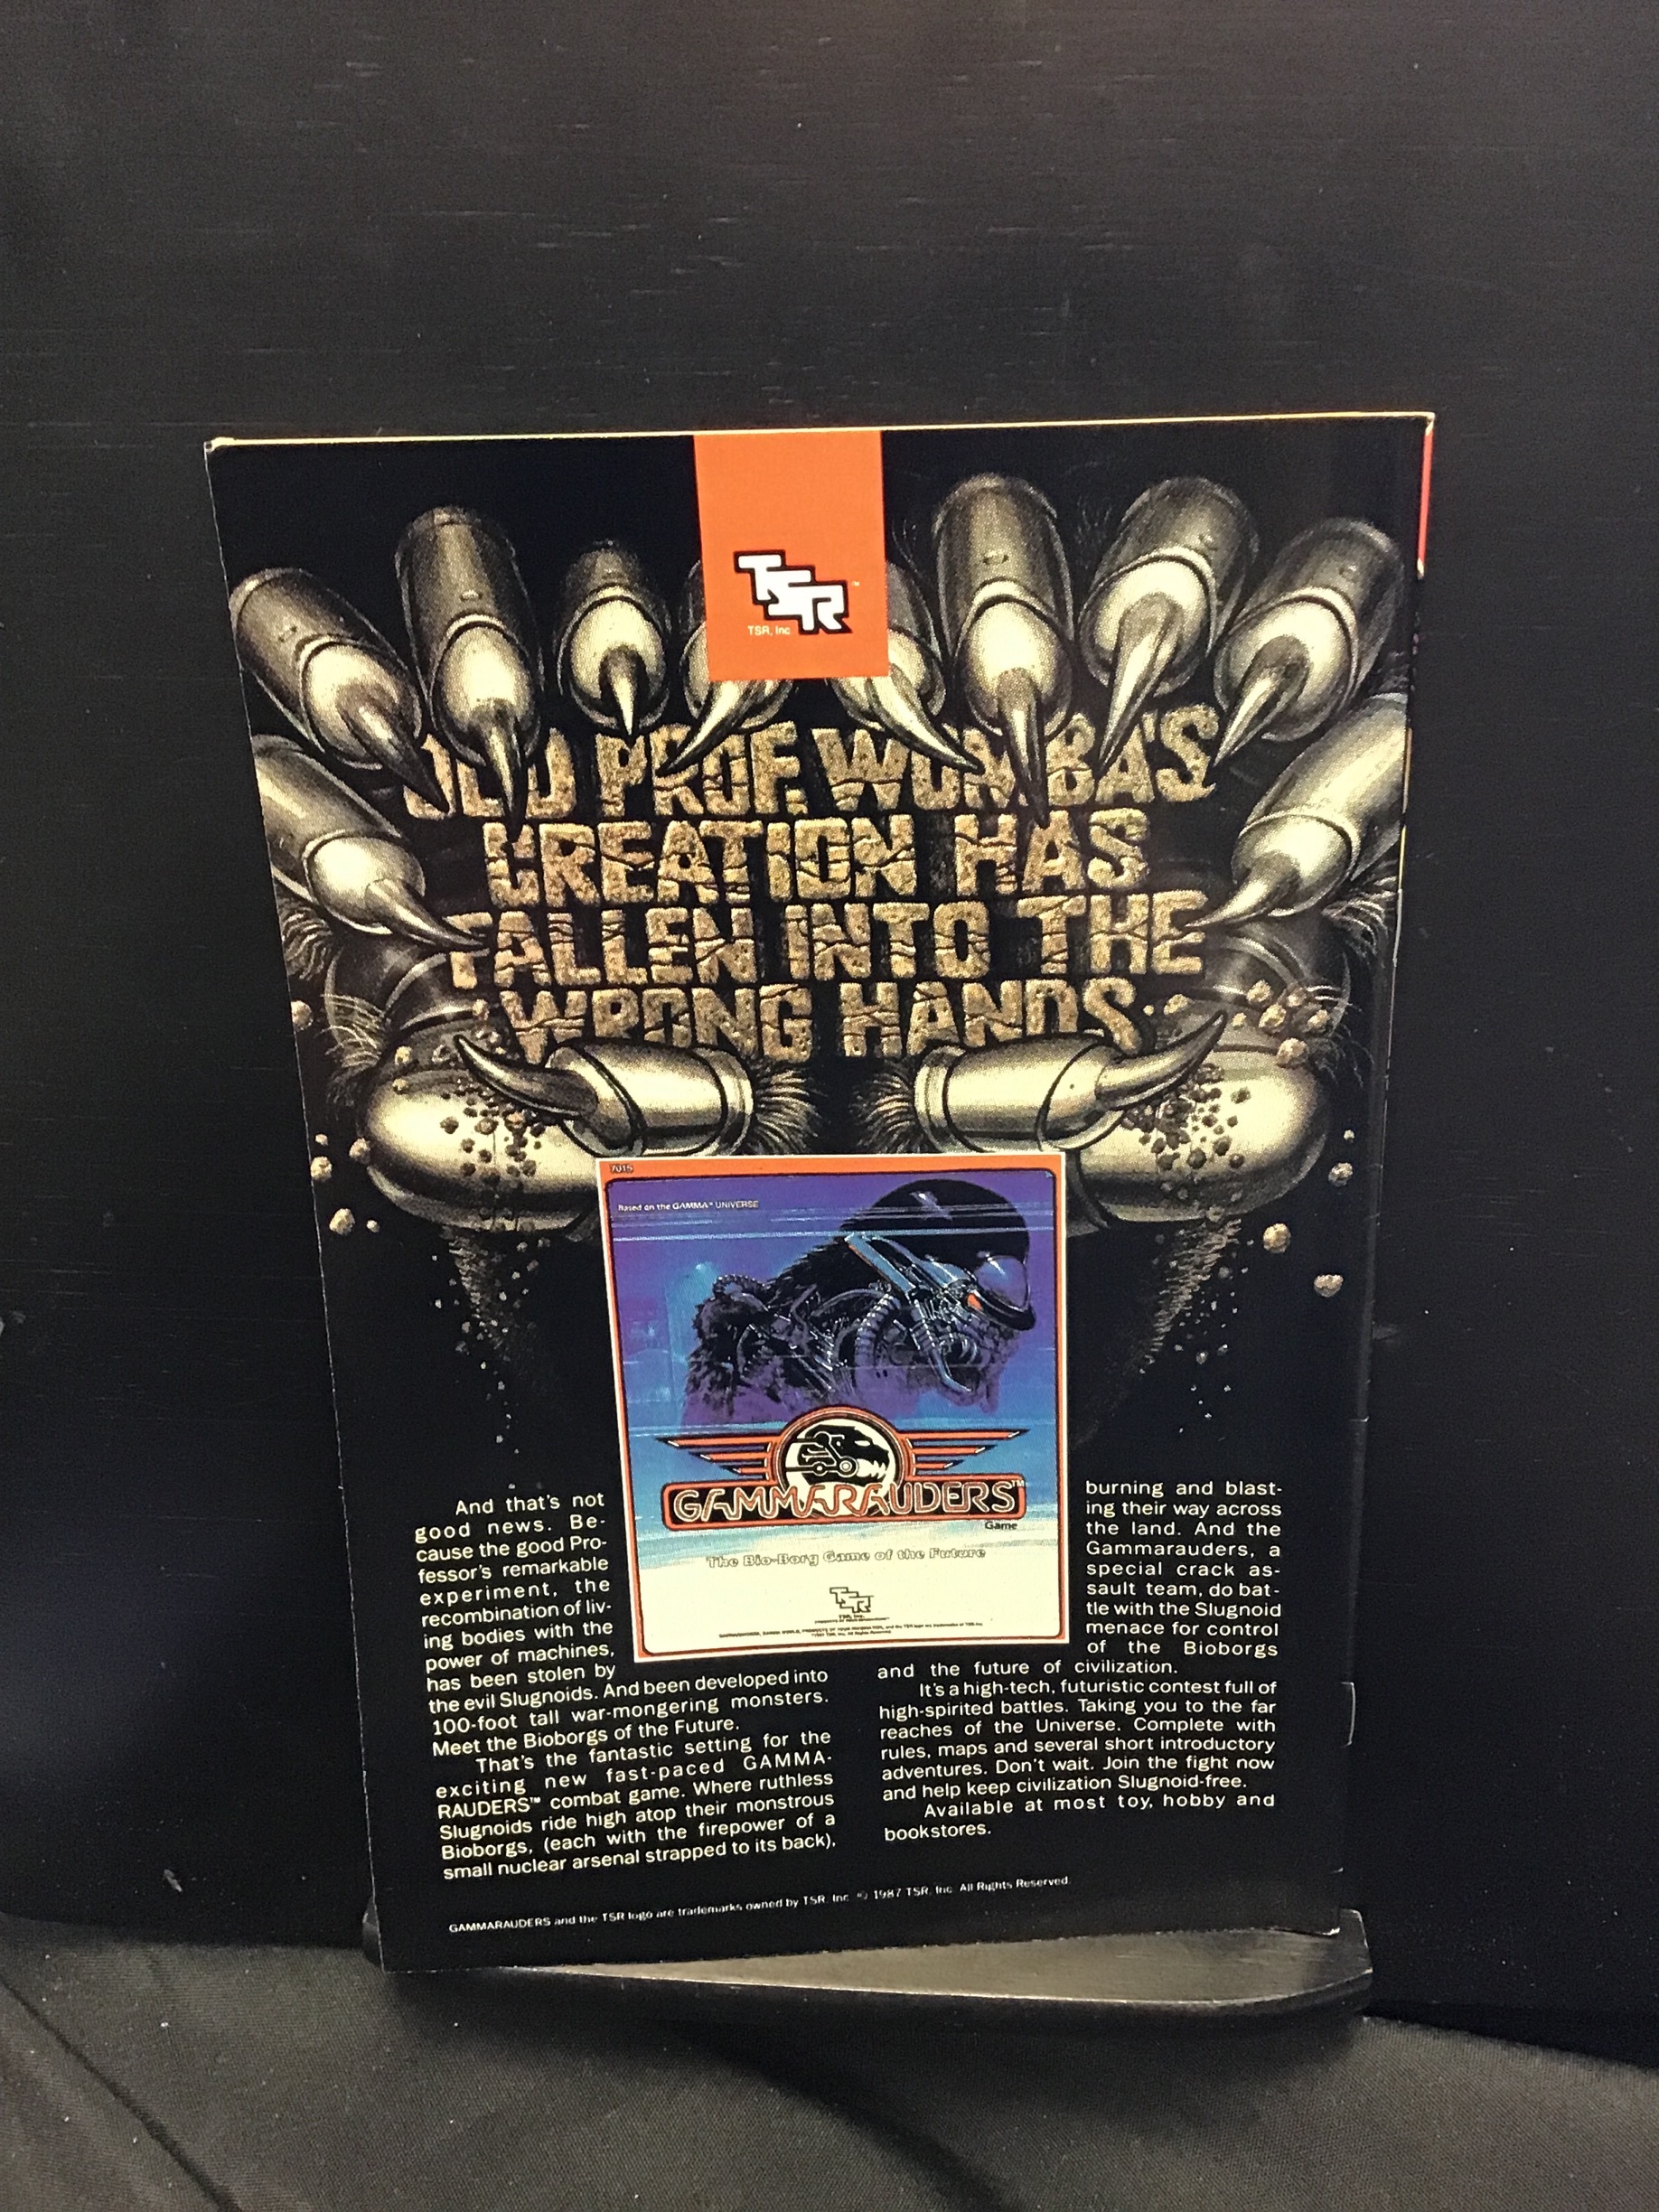 TSR
TSR, Inc.
OLD PROF. WOMBA'S
CREATION HAS
FALLEN INTO THE
WRONG HANDS
7015
Based on the GAMMA™ UNIVERSE
GAMMARAUDERS™
Game
The Bio-Borg Game of the Future
TSR
TSR, Inc.
And that's not
good news. Be-
cause the good Pro-
fessor's remarkable
experiment, the
recombination of liv-
ing bodies with the
power of machines,
has been stolen by
the evil Slugnoids. And been developed into
100-foot tall war-mongering monsters.
Meet the Bioborgs of the Future.
That's the fantastic setting for the
exciting new fast-paced GAMMA-
RAUDERS™ combat game. Where ruthless
Slugnoids ride high atop their monstrous
Bioborgs, (each with the firepower of a
small nuclear arsenal strapped to its back),
burning and blast-
ing their way across
the land. And the
Gammarauders, a
special crack as-
sault team, do bat-
tle with the Slugnoid
menace for control
of the Bioborgs
and the future of civilization.
It's a high-tech, futuristic contest full of
high-spirited battles. Taking you to the far
reaches of the Universe. Complete with
rules, maps and several short introductory
adventures. Don't wait. Join the fight now
and help keep civilization Slugnoid-free.
Available at most toy, hobby and
bookstores.
GAMMARAUDERS and the TSR logo are trademarks owned by TSR, Inc. © 1987 TSR, Inc. All Rights Reserved.